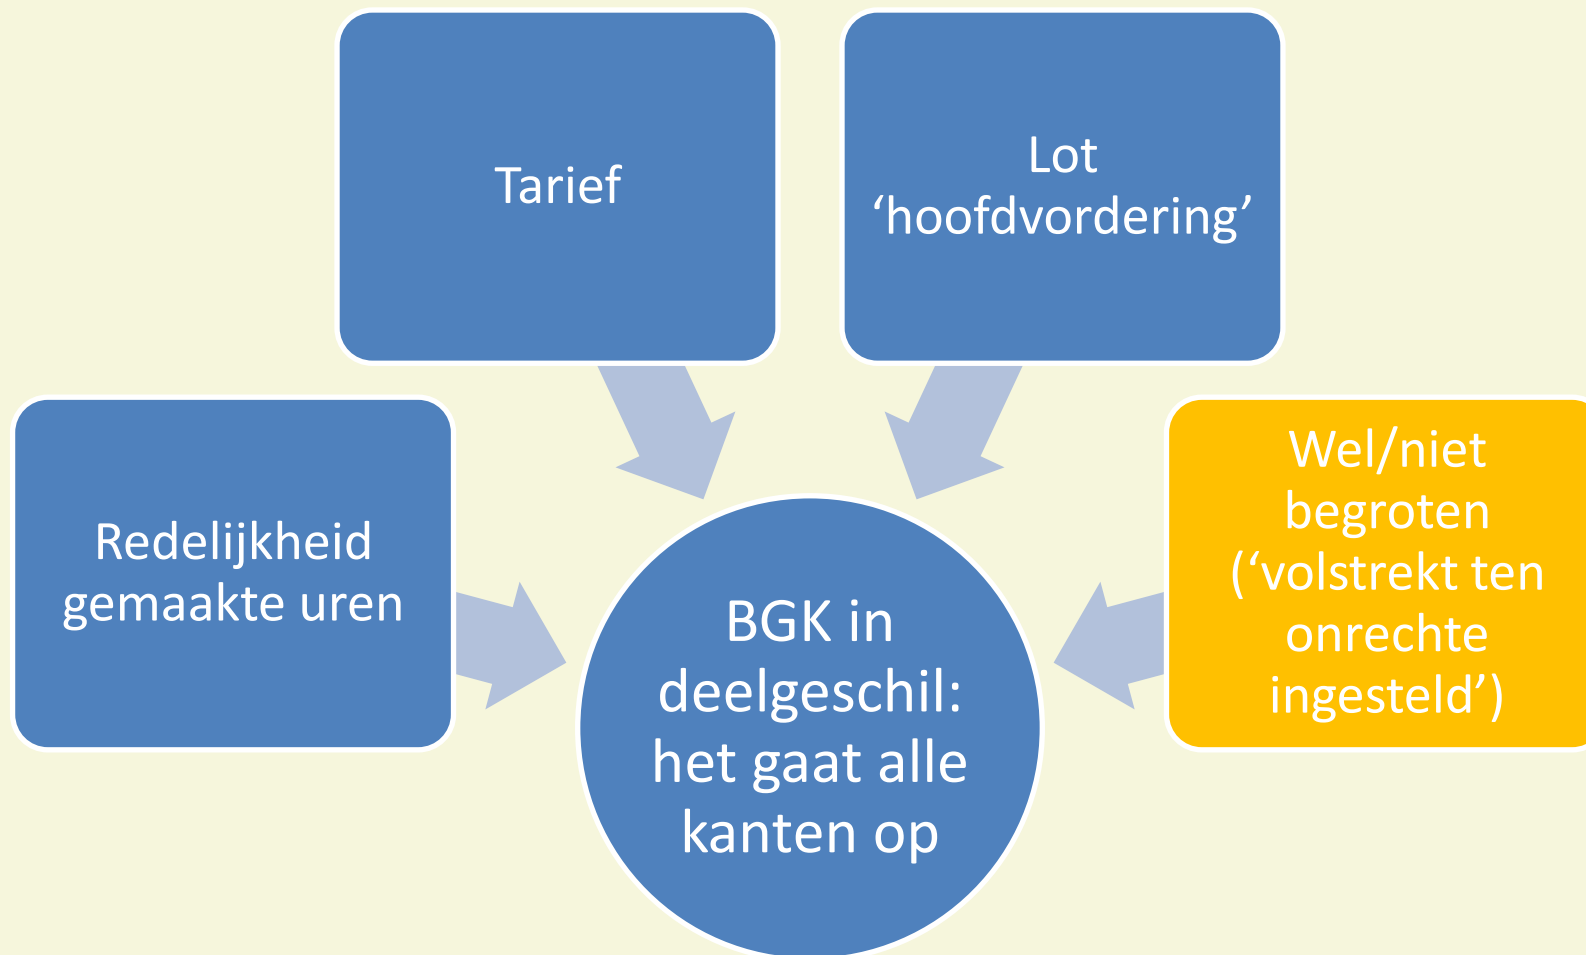 Tarief
Lot
‘hoofdvordering’
Redelijkheid
gemaakte uren
Wel/niet
begroten
(‘volstrekt ten
onrechte
ingesteld’)
BGK in
deelgeschil:
het gaat alle
kanten op